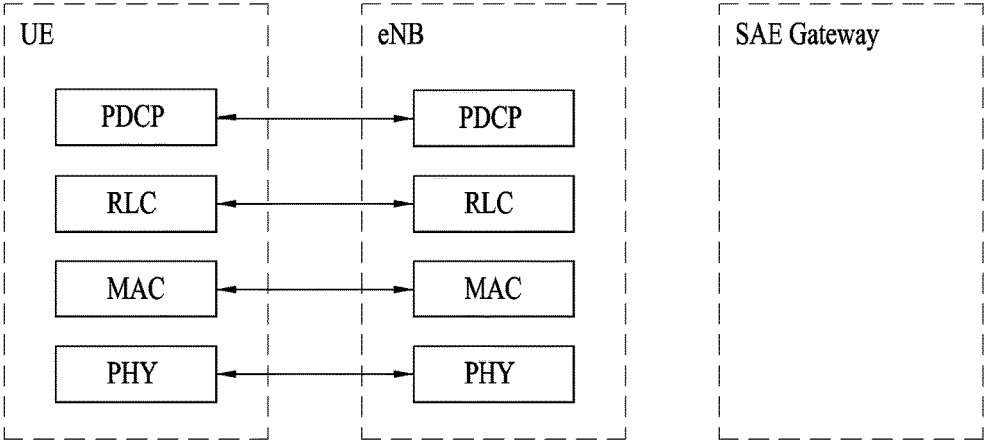 UE
eNB
SAE Gateway
PDCP
PDCP
RLC
RLC
MAC
MAC
PHY
PHY